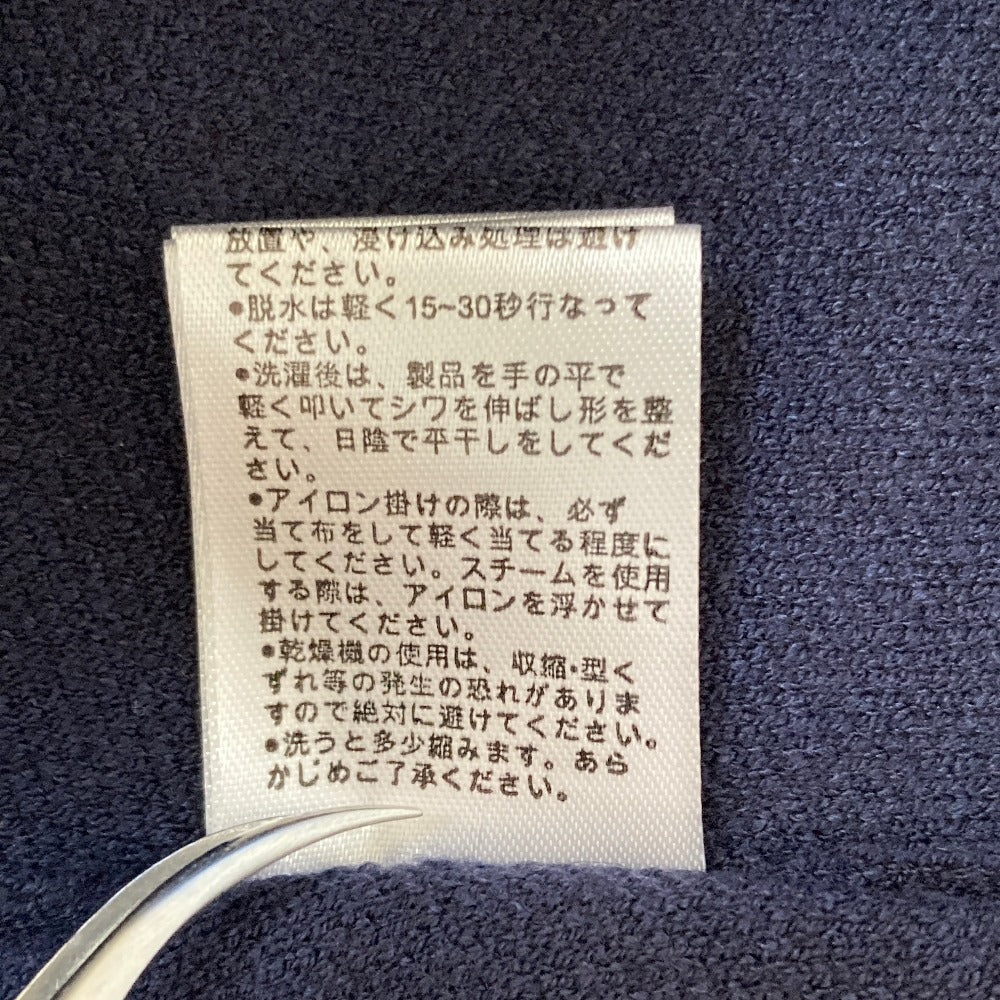 放置や、浸け込み処理は避け
てください。
•脱水は軽く15~30秒行なって
ください。
•洗濯後は、製品を手の平で
軽く叩いてシワを伸ばし形を整
えて、日陰で平干しをしてくだ
さい。
•アイロン掛けの際は、必ず
当て布をして軽く当てる程度に
してください。スチームを使用
する際は、アイロンを浮かせて
掛けてください。
•乾燥機の使用は、収縮・型く
ずれ等の発生の恐れがありま
すので絶対に避けてください。
•洗うと多少縮みます。あら
かじめご了承ください。